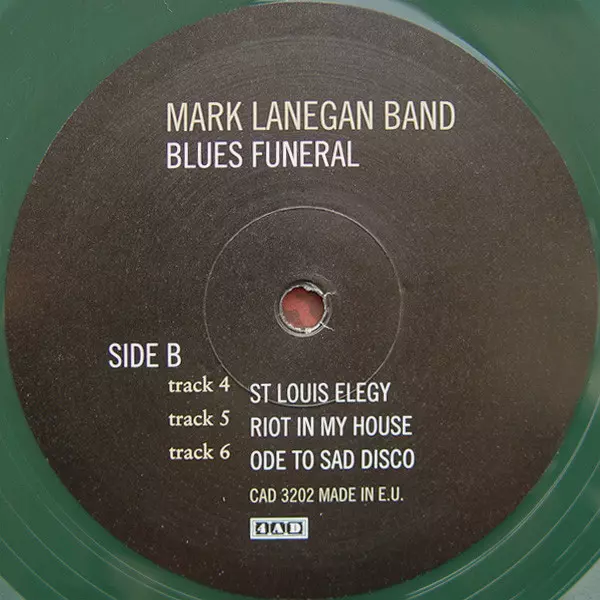 MARK LANEGAN BAND
BLUES FUNERAL
SIDE B
track 4 ST LOUIS ELEGY
track 5 RIOT IN MY HOUSE
track 6 ODE TO SAD DISCO
CAD 3202 MADE IN E.U.
4AD